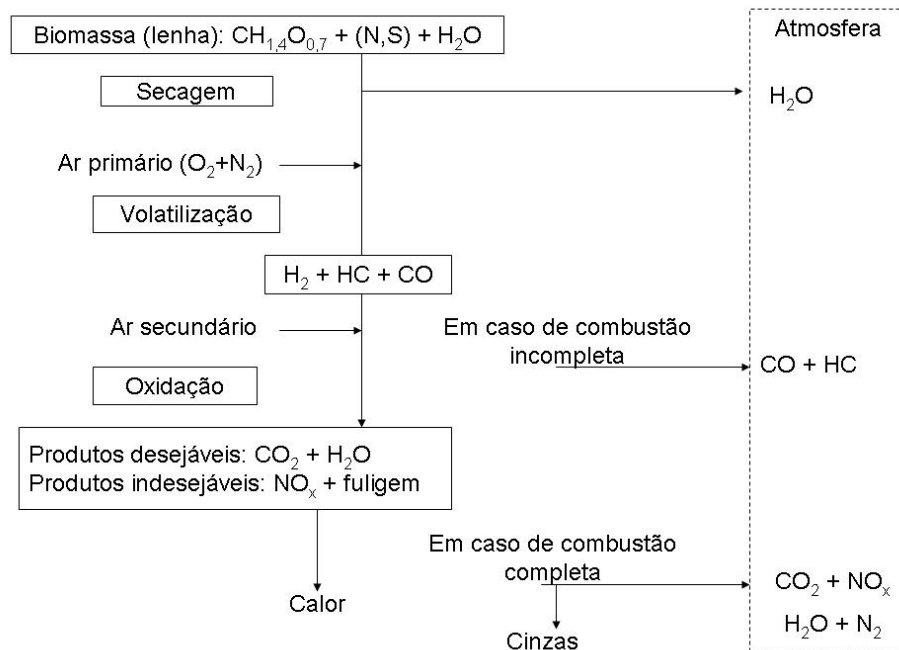 Biomassa (lenha): CH₁,₄O₀,₇ + (N,S) + H₂O
Atmosfera
Secagem
H₂O
Ar primário (O₂+N₂)
Volatilização
H₂ + HC + CO
Ar secundário
Em caso de combustão
incompleta
CO + HC
Oxidação
Produtos desejáveis: CO₂ + H₂O
Produtos indesejáveis: NOₓ + fuligem
Em caso de combustão
completa
Calor
CO₂ + NOₓ
H₂O + N₂
Cinzas